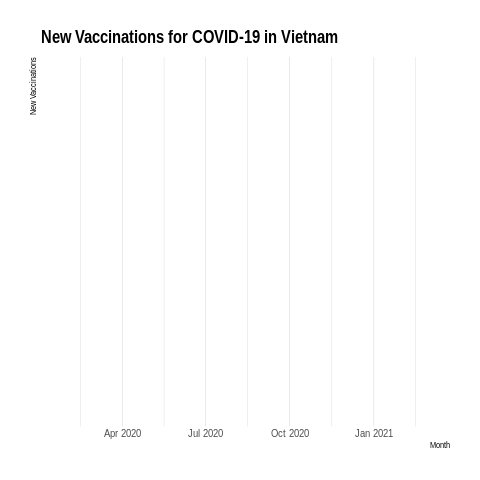 New Vaccinations for COVID-19 in Vietnam
New Vaccinations
Apr 2020 Jul 2020 Oct 2020 Jan 2021
Month